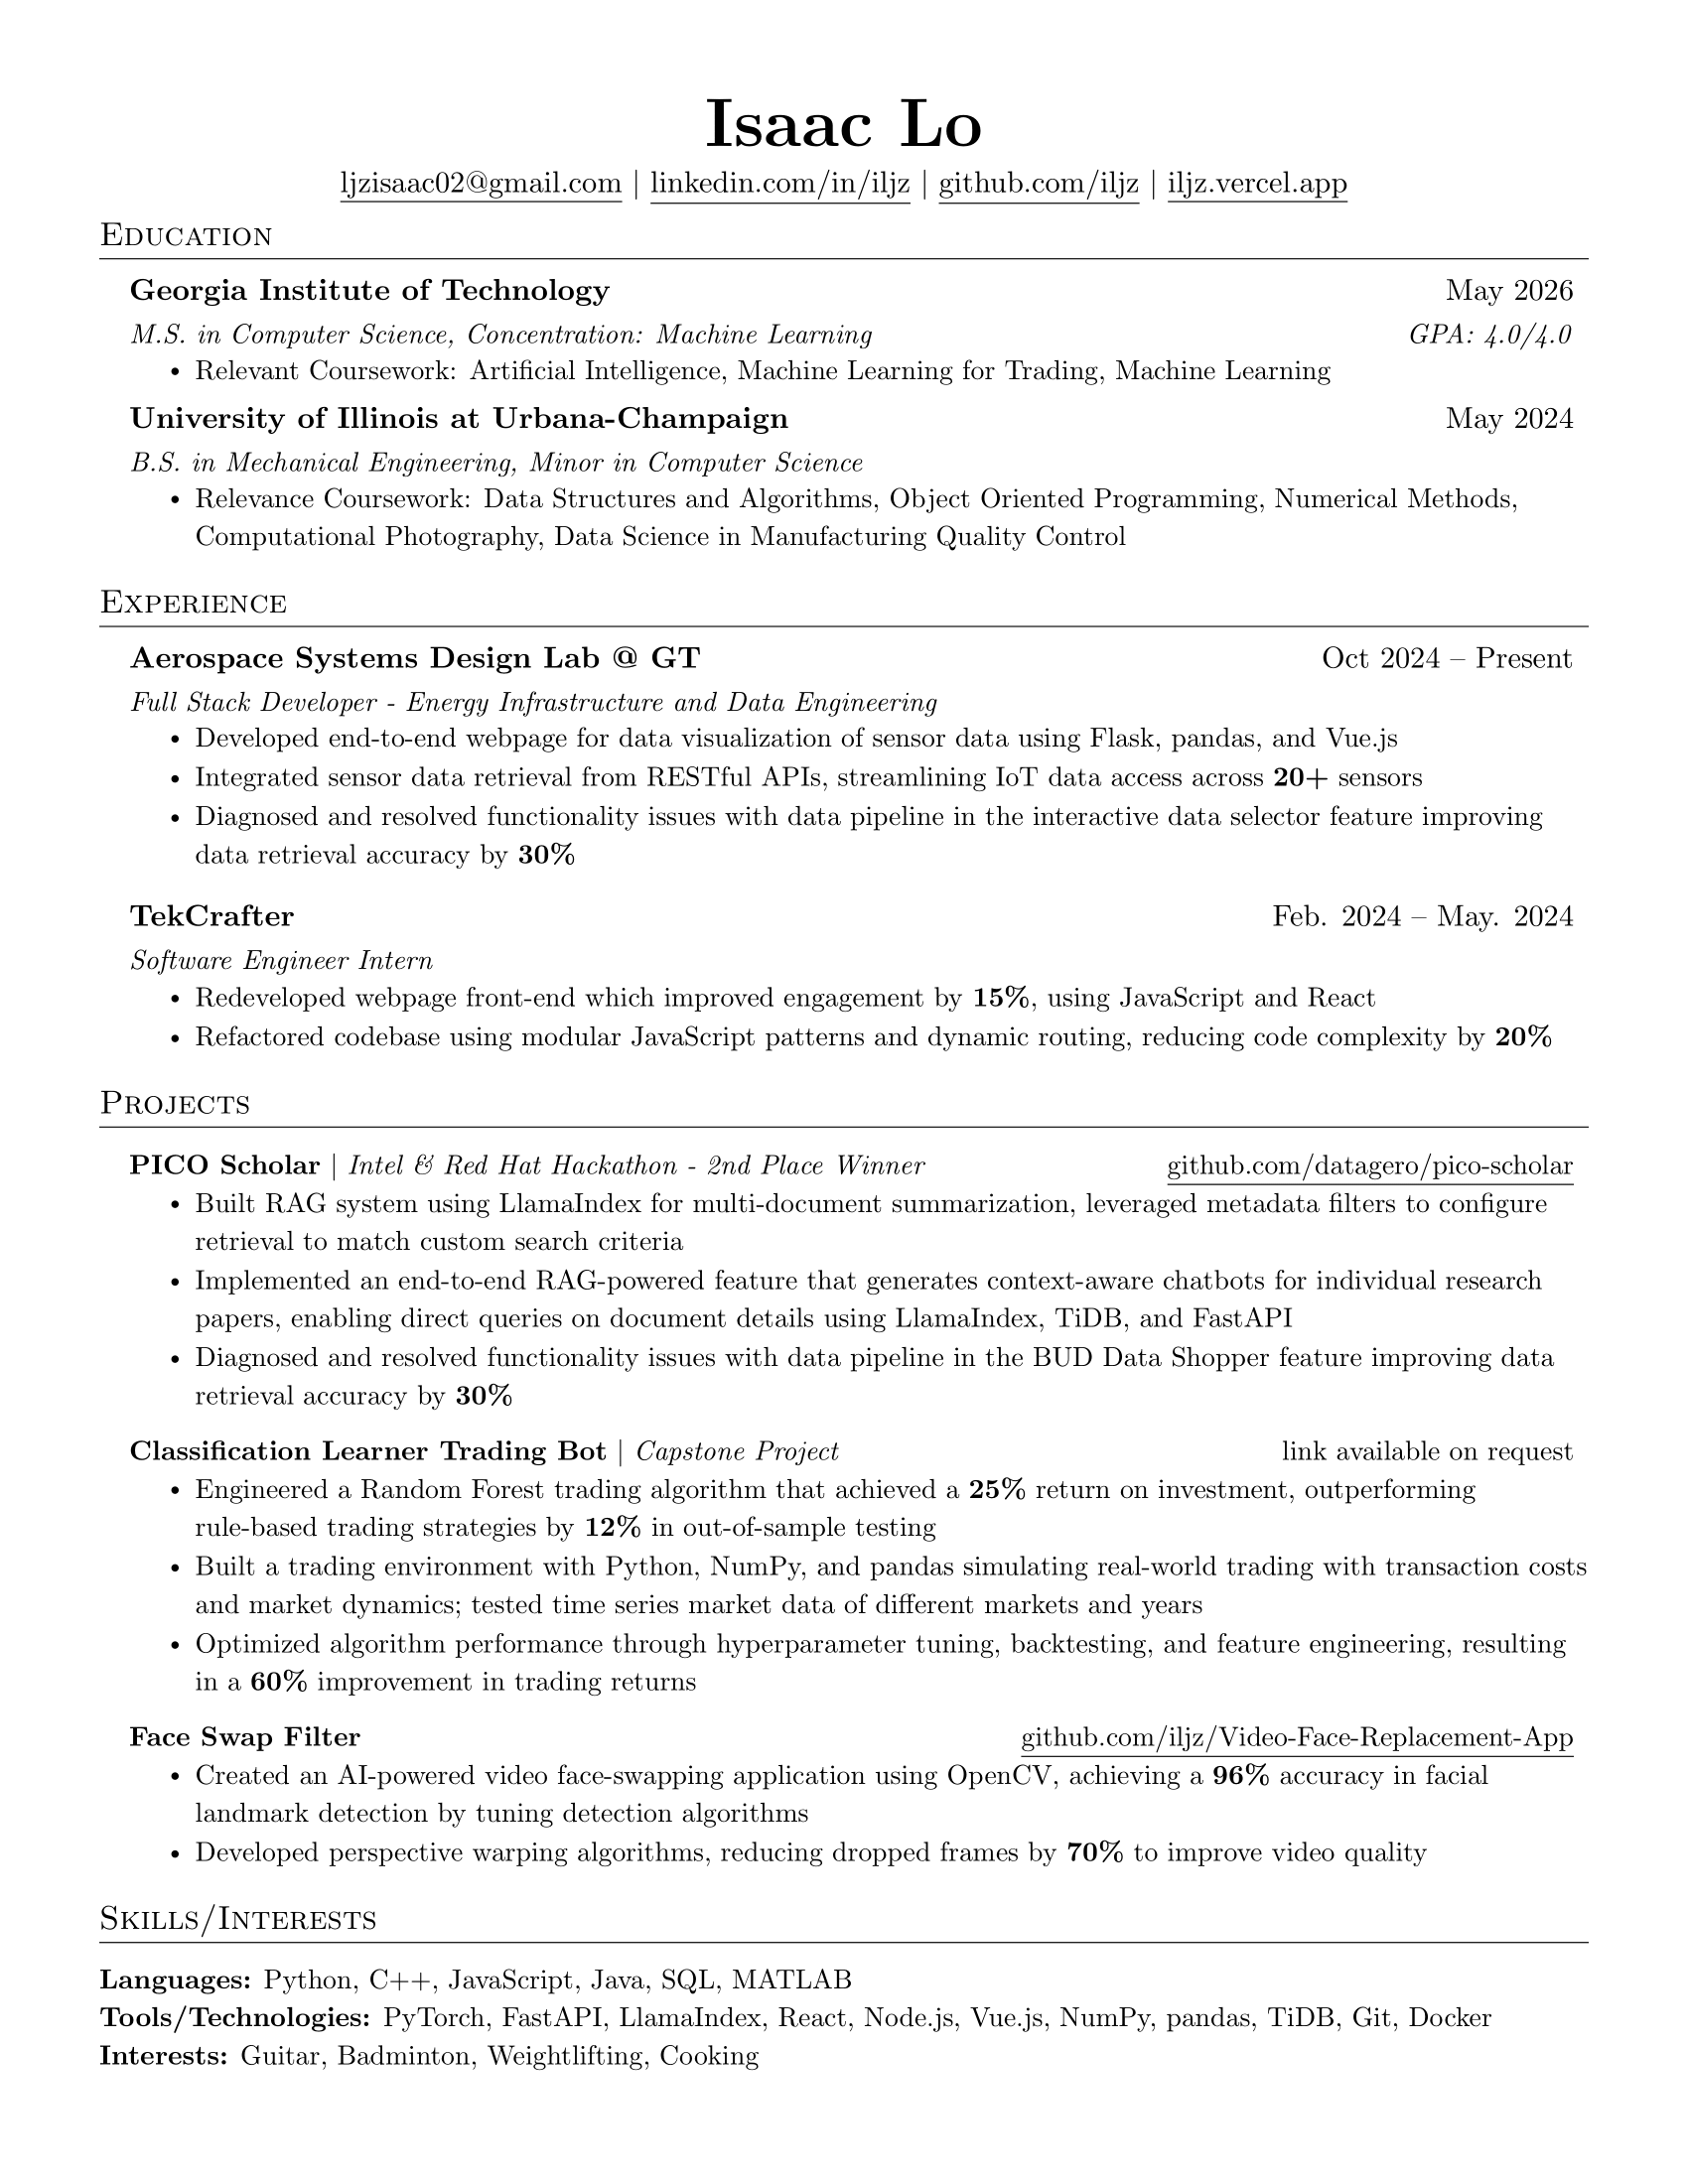 Isaac Lo
ljzisaac02@gmail.com | linkedin.com/in/iljz | github.com/iljz | iljz.vercel.app
Education
Georgia Institute of Technology May 2026
M.S. in Computer Science, Concentration: Machine Learning GPA: 4.0/4.0
• Relevant Coursework: Artificial Intelligence, Machine Learning for Trading, Machine Learning
University of Illinois at Urbana-Champaign May 2024
B.S. in Mechanical Engineering, Minor in Computer Science
• Relevance Coursework: Data Structures and Algorithms, Object Oriented Programming, Numerical Methods,
Computational Photography, Data Science in Manufacturing Quality Control
Experience
Aerospace Systems Design Lab @ GT Oct 2024 – Present
Full Stack Developer - Energy Infrastructure and Data Engineering
• Developed end-to-end webpage for data visualization of sensor data using Flask, pandas, and Vue.js
• Integrated sensor data retrieval from RESTful APIs, streamlining IoT data access across 20+ sensors
• Diagnosed and resolved functionality issues with data pipeline in the interactive data selector feature improving
data retrieval accuracy by 30%
TekCrafter Feb. 2024 – May. 2024
Software Engineer Intern
• Redeveloped webpage front-end which improved engagement by 15%, using JavaScript and React
• Refactored codebase using modular JavaScript patterns and dynamic routing, reducing code complexity by 20%
Projects
PICO Scholar | Intel & Red Hat Hackathon - 2nd Place Winner github.com/datagero/pico-scholar
• Built RAG system using LlamaIndex for multi-document summarization, leveraged metadata filters to configure
retrieval to match custom search criteria
• Implemented an end-to-end RAG-powered feature that generates context-aware chatbots for individual research
papers, enabling direct queries on document details using LlamaIndex, TiDB, and FastAPI
• Diagnosed and resolved functionality issues with data pipeline in the BUD Data Shopper feature improving data
retrieval accuracy by 30%
Classification Learner Trading Bot | Capstone Project link available on request
• Engineered a Random Forest trading algorithm that achieved a 25% return on investment, outperforming
rule-based trading strategies by 12% in out-of-sample testing
• Built a trading environment with Python, NumPy, and pandas simulating real-world trading with transaction costs
and market dynamics; tested time series market data of different markets and years
• Optimized algorithm performance through hyperparameter tuning, backtesting, and feature engineering, resulting
in a 60% improvement in trading returns
Face Swap Filter github.com/iljz/Video-Face-Replacement-App
• Created an AI-powered video face-swapping application using OpenCV, achieving a 96% accuracy in facial
landmark detection by tuning detection algorithms
• Developed perspective warping algorithms, reducing dropped frames by 70% to improve video quality
Skills/Interests
Languages: Python, C++, JavaScript, Java, SQL, MATLAB
Tools/Technologies: PyTorch, FastAPI, LlamaIndex, React, Node.js, Vue.js, NumPy, pandas, TiDB, Git, Docker
Interests: Guitar, Badminton, Weightlifting, Cooking